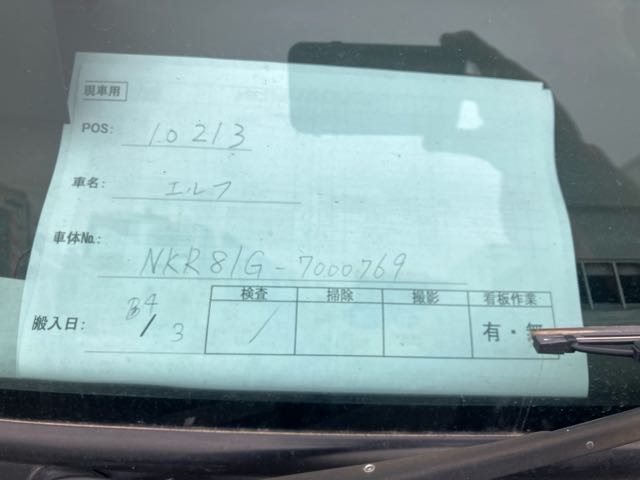 現車用
POS: 10213
車名: エルフ
車体No.: NKR81G-7000769
検査 掃除 撮影 看板作業
搬入日: 3 / 有・無